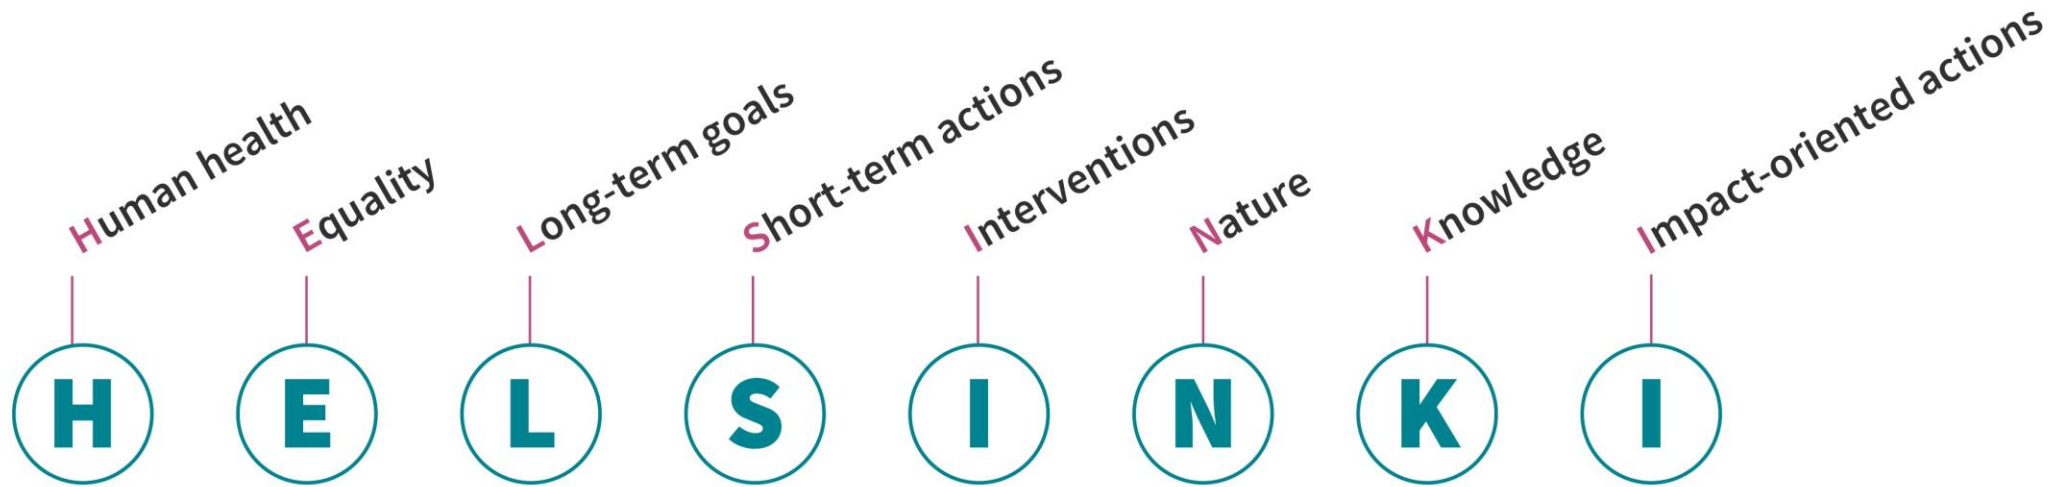 Human health
Equality
Long-term goals
Short-term actions
Interventions
Nature
Knowledge
Impact-oriented actions
H E L S I N K I